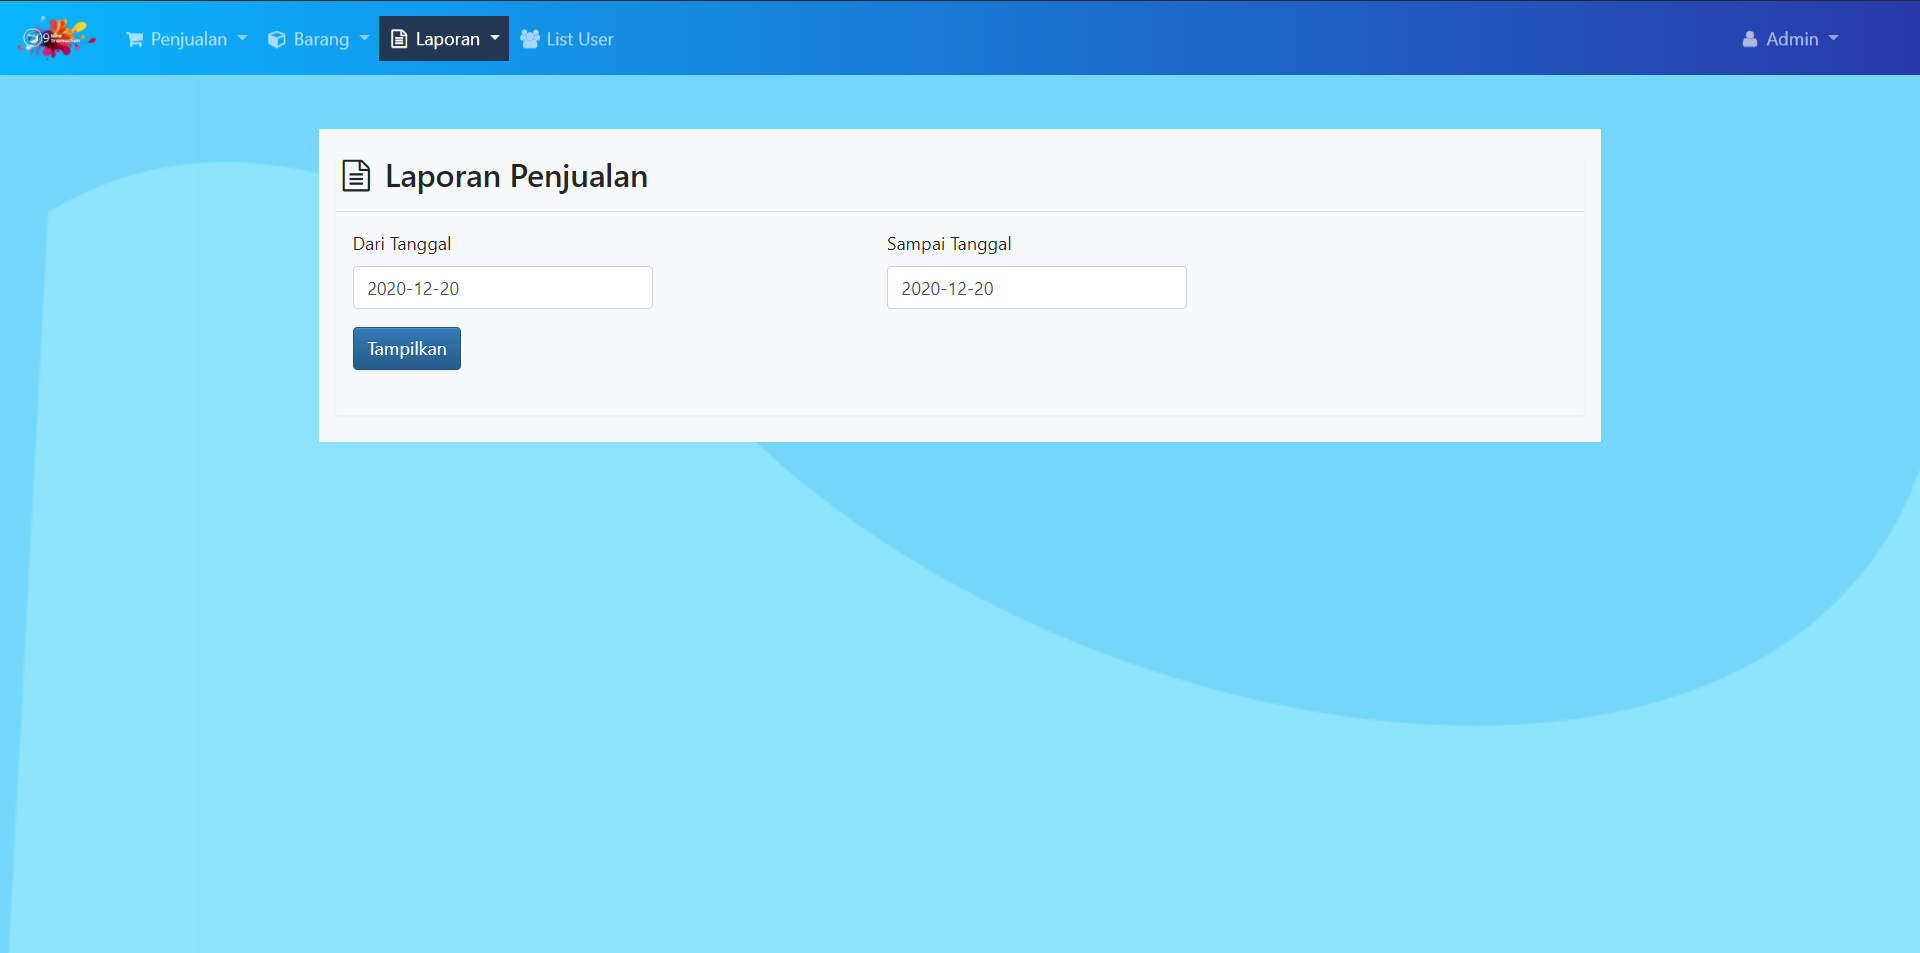 Penjualan Barang Laporan List User Admin
Laporan Penjualan
Dari Tanggal Sampai Tanggal
2020-12-20 2020-12-20
Tampilkan